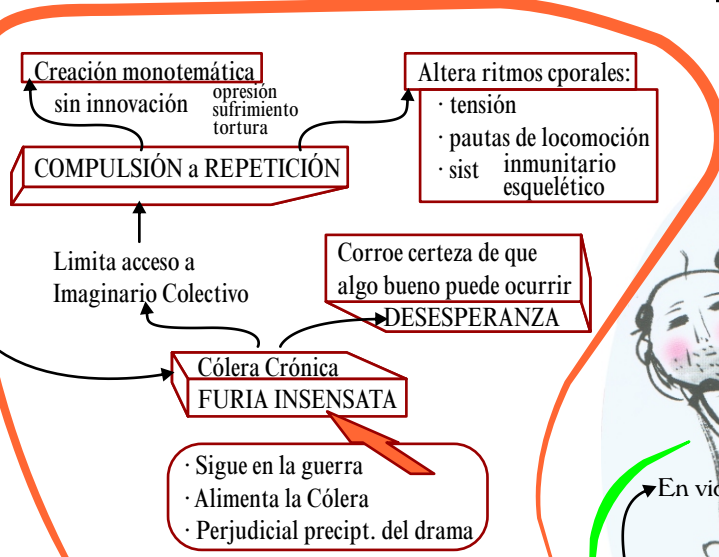 Creación monotemática
sin innovación
opresión
sufrimiento
tortura
Altera ritmos cporales:
· tensión
· pautas de locomoción
· sist inmunitario
esquelético
COMPULSIÓN a REPETICIÓN
Limita acceso a
Imaginario Colectivo
Corroe certeza de que
algo bueno puede ocurrir
DESESPERANZA
Cólera Crónica
FURIA INSENSATA
· Sigue en la guerra
· Alimenta la Cólera
· Perjudicial precipt. del drama
En